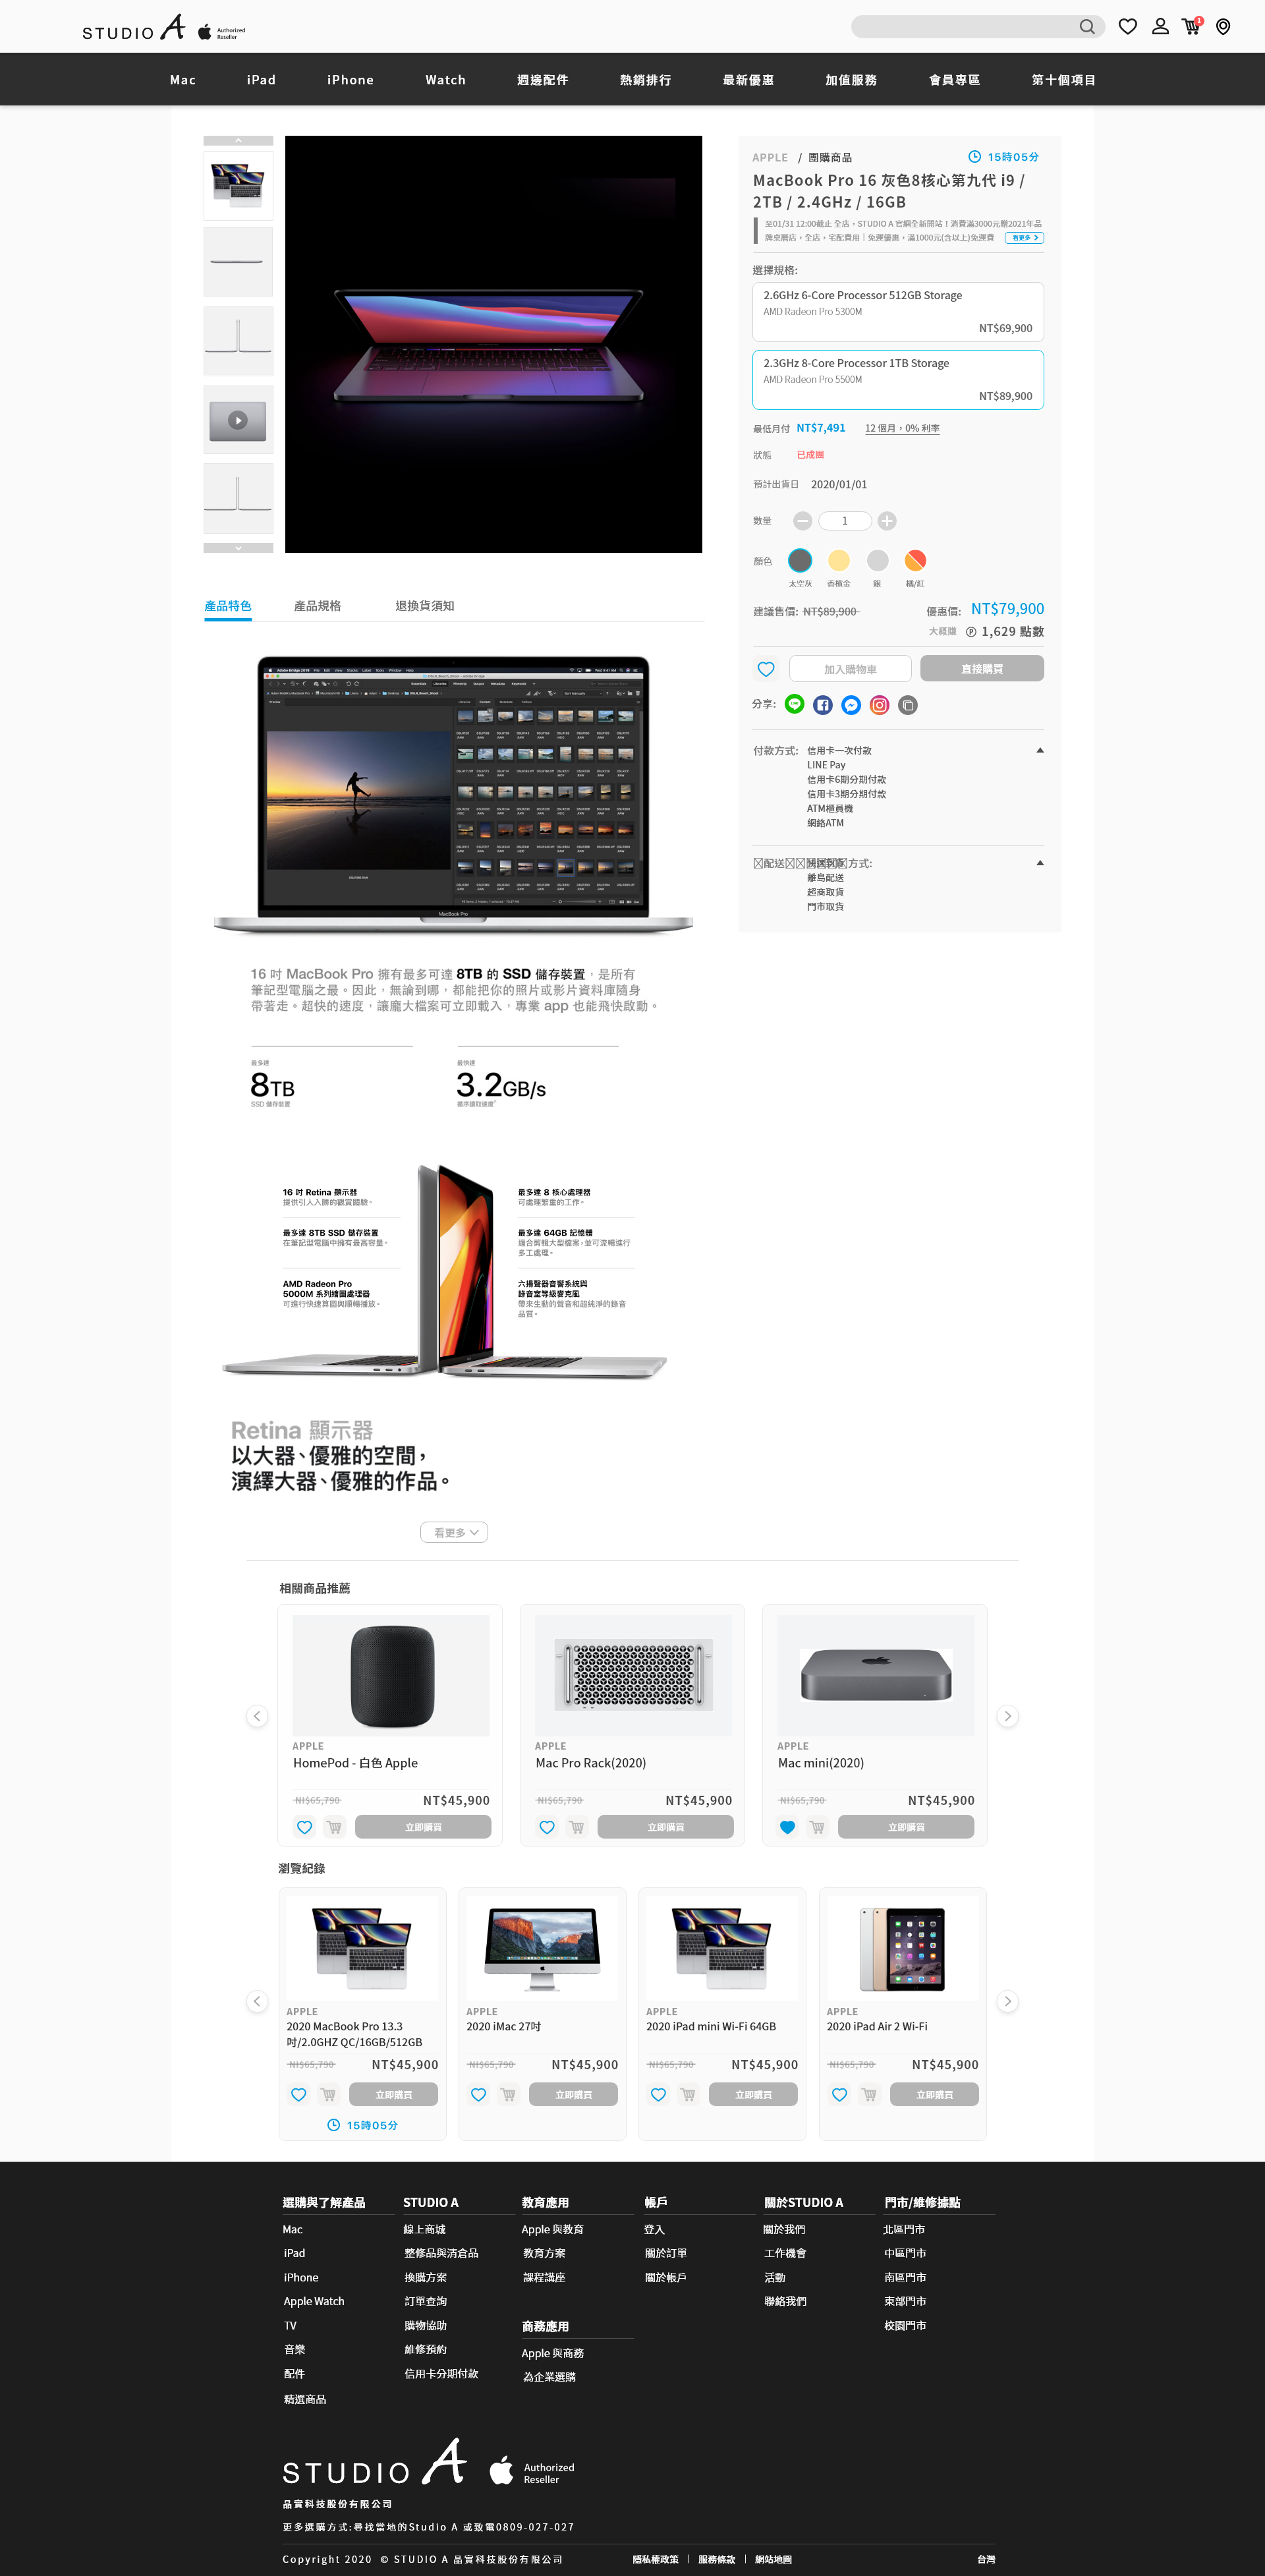 STUDIO A Authorized
Reseller
1
Mac iPad iPhone Watch 週邊配件 熱銷排行 最新優惠 加值服務 會員專區 第十個項目
APPLE / 團購商品 15時05分
MacBook Pro 16 灰色8核心第九代 i9 /
2TB / 2.4GHz / 16GB
至01/31 12:00截止 全店,STUDIO A 官網全新開站!消費滿3000元贈2021年品
牌桌曆店,全店,宅配費用|免運優惠,滿1000元(含以上)免運費 看更多
選擇規格:
2.6GHz 6-Core Processor 512GB Storage
AMD Radeon Pro 5300M
NT$69,900
2.3GHz 8-Core Processor 1TB Storage
AMD Radeon Pro 5500M
NT$89,900
最低月付 NT$7,491 12 個月,0% 利率
狀態 已成團
預計出貨日 2020/01/01
數量 1
顏色
太空灰 香檳金 銀 橘/紅
建議售價: NT$89,900 優惠價: NT$79,900
大概賺 P 1,629 點數
加入購物車 直接購買
分享:
付款方式: 信用卡一次付款
LINE Pay
信用卡6期分期付款
信用卡3期分期付款
ATM櫃員機
網絡ATM
配送 方式:
離島配送
超商取貨
門市取貨
產品特色 產品規格 退換貨須知
MacBook Pro
16 吋 MacBook Pro 擁有最多可達 8TB 的 SSD 儲存裝置,是所有
筆記型電腦之最。因此,無論到哪,都能把你的照片或影片資料庫隨身
帶著走。超快的速度,讓龐大檔案可立即載入,專業 app 也能飛快啟動。
最多達 最快達
8TB 3.2GB/s
SSD 儲存裝置 循序讀取速度
16 吋 Retina 顯示器
提供引人入勝的觀賞體驗。
最多達 8TB SSD 儲存裝置
在筆記型電腦中擁有最高容量。
AMD Radeon Pro
5000M 系列繪圖處理器
可進行快速算圖與順暢播放。
最多達 8 核心處理器
可處理繁重的工作。
最多達 64GB 記憶體
適合剪輯大型檔案,並可流暢進行
多工處理。
六揚聲器音響系統與
錄音室等級麥克風
帶來生動的聲音和超純淨的錄音
品質。
Retina 顯示器
以大器、優雅的空間,
演繹大器、優雅的作品。
看更多
相關商品推薦
APPLE APPLE APPLE
HomePod - 白色 Apple Mac Pro Rack(2020) Mac mini(2020)
NT$65,790 NT$45,900 NT$65,790 NT$45,900 NT$65,790 NT$45,900
立即購買 立即購買 立即購買
瀏覽紀錄
APPLE APPLE APPLE APPLE
2020 MacBook Pro 13.3 2020 iMac 27吋 2020 iPad mini Wi-Fi 64GB 2020 iPad Air 2 Wi-Fi
吋/2.0GHZ QC/16GB/512GB
NT$65,790 NT$45,900 NT$65,790 NT$45,900 NT$65,790 NT$45,900 NT$65,790 NT$45,900
立即購買 立即購買 立即購買 立即購買
15時05分
選購與了解產品 STUDIO A 教育應用 帳戶 關於STUDIO A 門市/維修據點
Mac 線上商城 Apple 與教育 登入 關於我們 北區門市
iPad 整修品與清倉品 教育方案 關於訂單 工作機會 中區門市
iPhone 換購方案 課程講座 關於帳戶 活動 南區門市
Apple Watch 訂單查詢 聯絡我們 東部門市
TV 購物協助 商務應用 校園門市
音樂 維修預約 Apple 與商務
配件 信用卡分期付款 為企業選購
精選商品
STUDIO A Authorized
Reseller
晶實科技股份有限公司
更多選購方式:尋找當地的Studio A 或致電0809-027-027
Copyright 2020 © STUDIO A 晶實科技股份有限公司 隱私權政策 | 服務條款 | 網站地圖 台灣